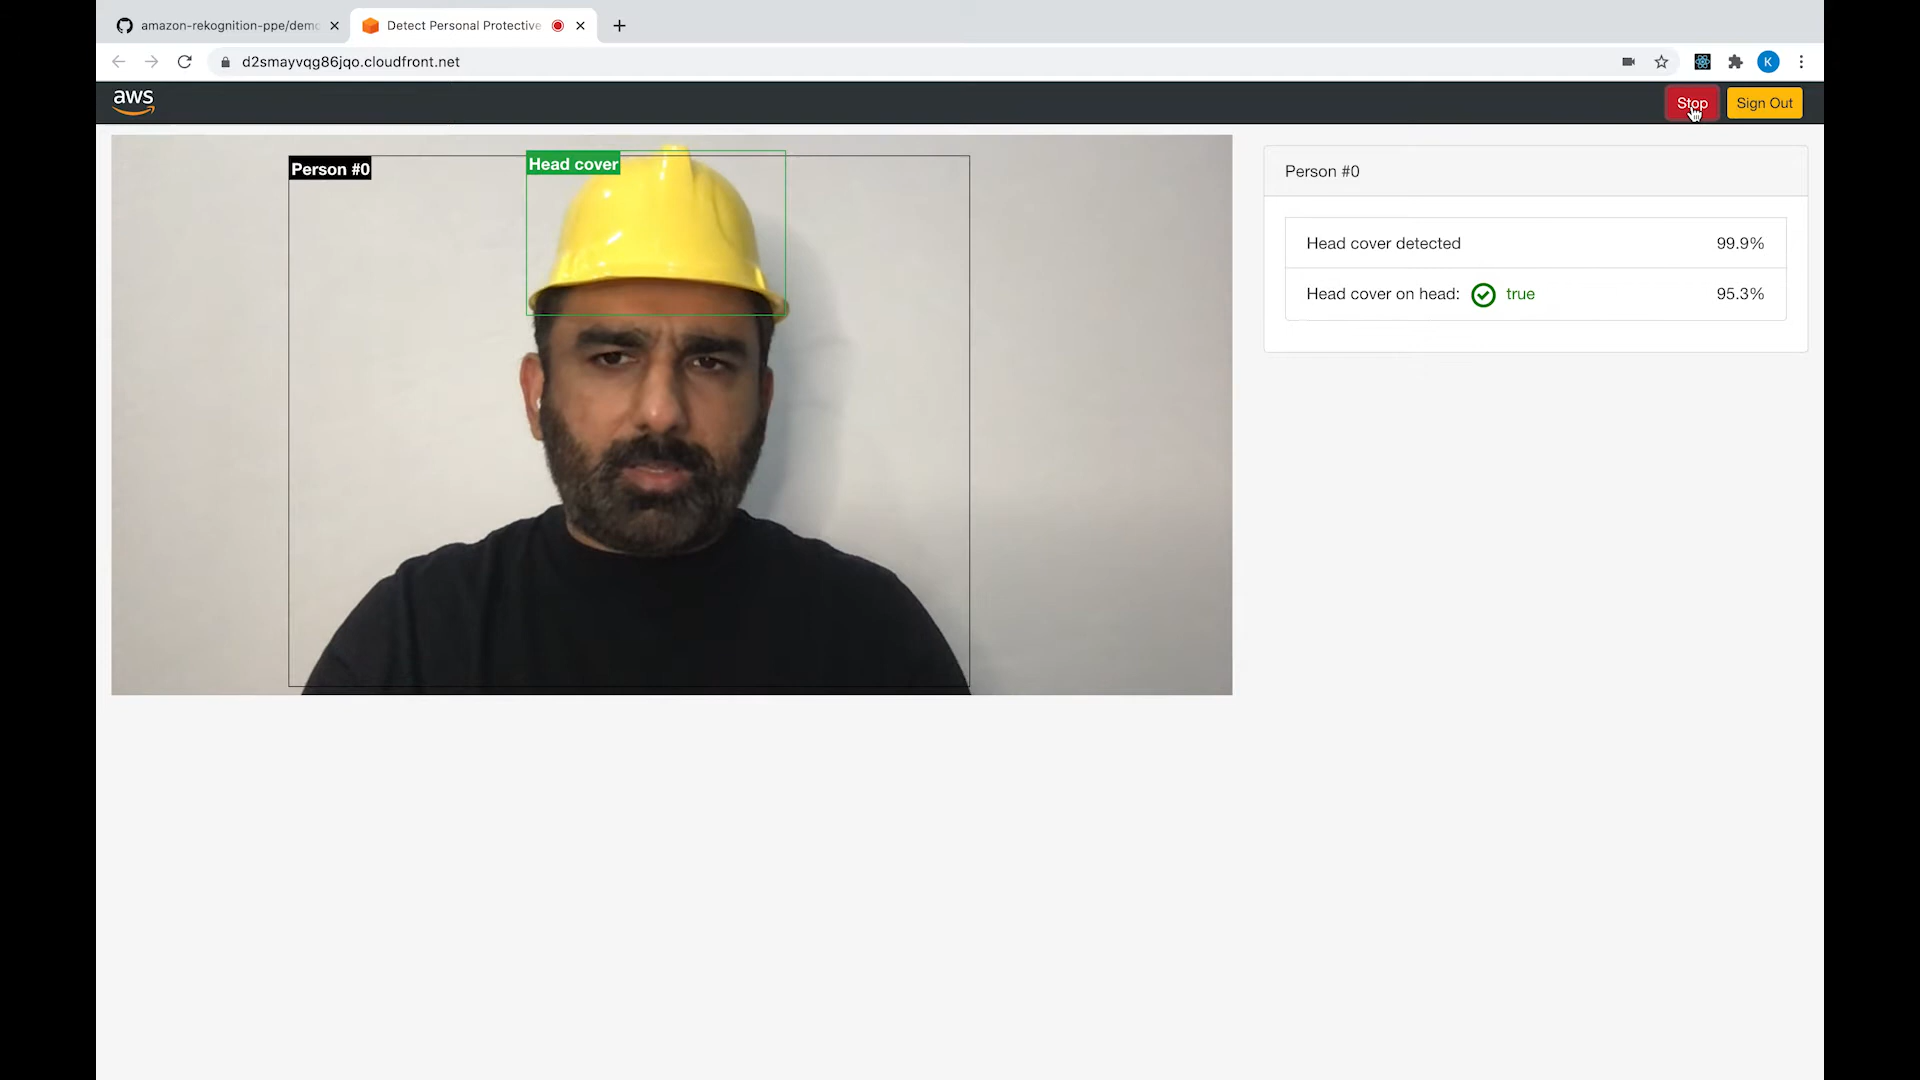 amazon-rekognition-ppe/demo
Detect Personal Protective
d2smayvqg86jqo.cloudfront.net
K
aws
Stop
Sign Out
Person #0
Head cover
Person #0
Head cover detected
99.9%
Head cover on head:
true
95.3%